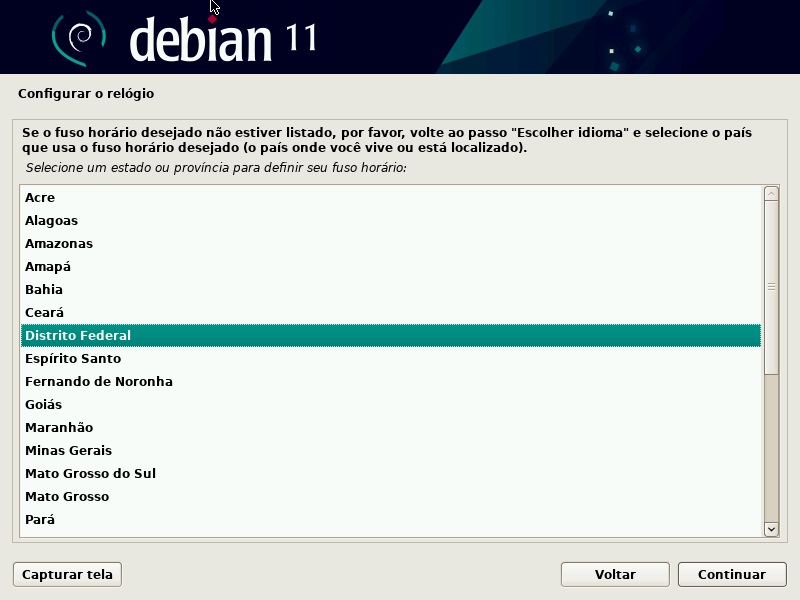 debian 11
Configurar o relógio
Se o fuso horário desejado não estiver listado, por favor, volte ao passo "Escolher idioma" e selecione o país
que usa o fuso horário desejado (o país onde você vive ou está localizado).
Selecione um estado ou província para definir seu fuso horário:
Acre
Alagoas
Amazonas
Amapá
Bahia
Ceará
Distrito Federal
Espírito Santo
Fernando de Noronha
Goiás
Maranhão
Minas Gerais
Mato Grosso do Sul
Mato Grosso
Pará
Capturar tela
Voltar
Continuar